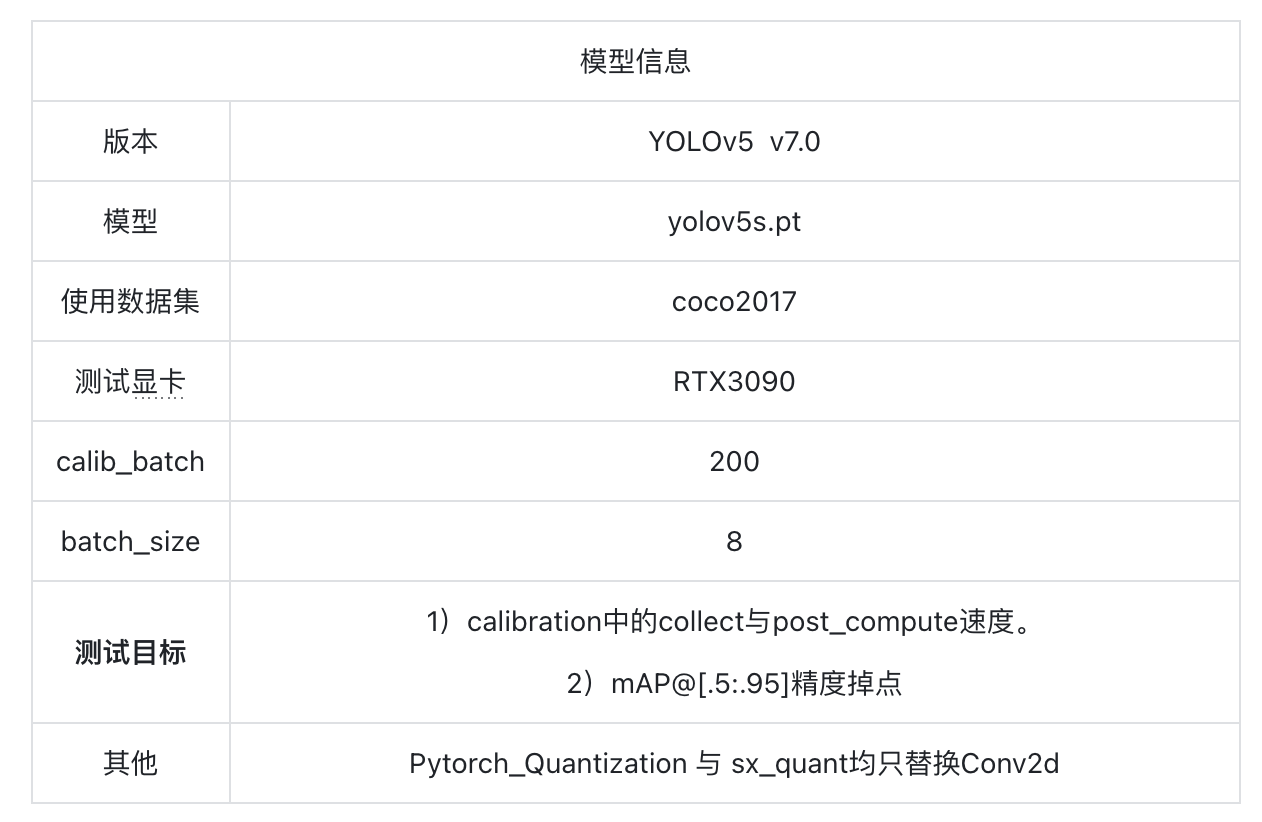 模型信息
版本
YOLOv5  v7.0
模型
yolov5s.pt
使用数据集
coco2017
测试显卡
RTX3090
calib_batch
200
batch_size
8
测试目标
1）calibration中的collect与post_compute速度。
2）mAP@[.5:.95]精度掉点
其他
Pytorch_Quantization 与 sx_quant均只替换Conv2d